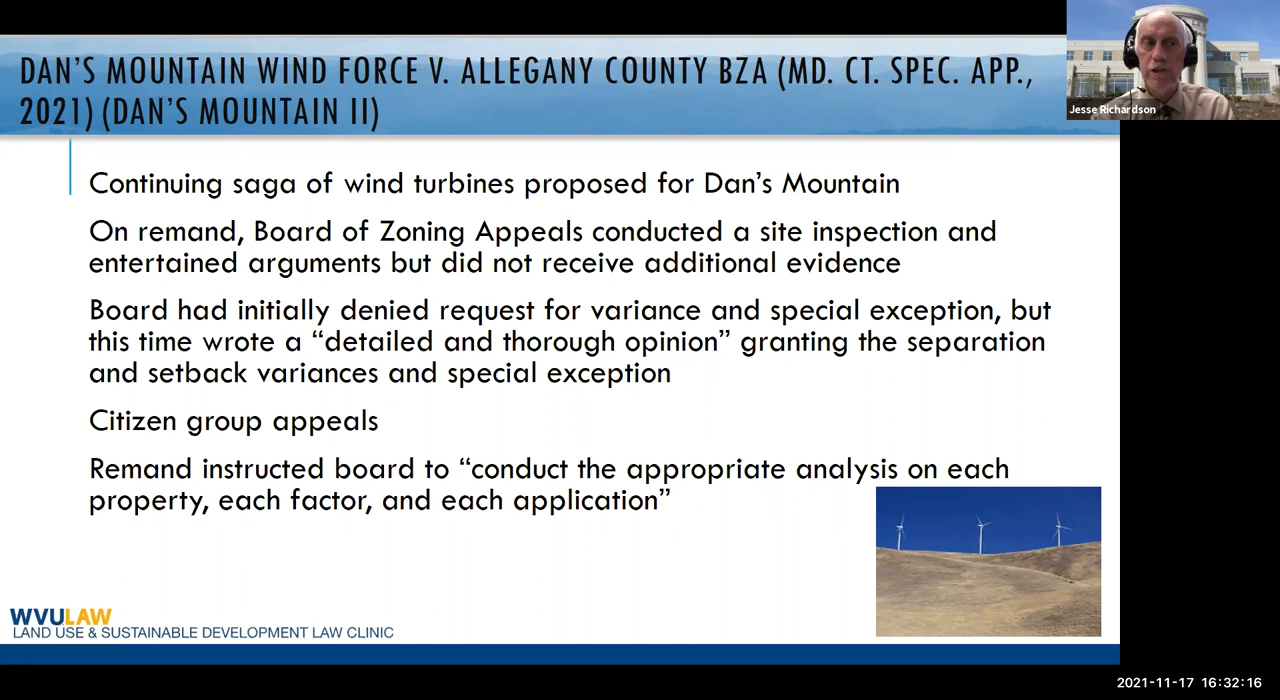 DAN'S MOUNTAIN WIND FORCE V. ALLEGANY COUNTY BZA (MD. CT. SPEC. APP.,
2021) (DAN'S MOUNTAIN II)
Jesse Richardson
Continuing saga of wind turbines proposed for Dan's Mountain
On remand, Board of Zoning Appeals conducted a site inspection and
entertained arguments but did not receive additional evidence
Board had initially denied request for variance and special exception, but
this time wrote a “detailed and thorough opinion” granting the separation
and setback variances and special exception
Citizen group appeals
Remand instructed board to “conduct the appropriate analysis on each
property, each factor, and each application”
WVULAW
LAND USE & SUSTAINABLE DEVELOPMENT LAW CLINIC
2021-11-17 16:32:16